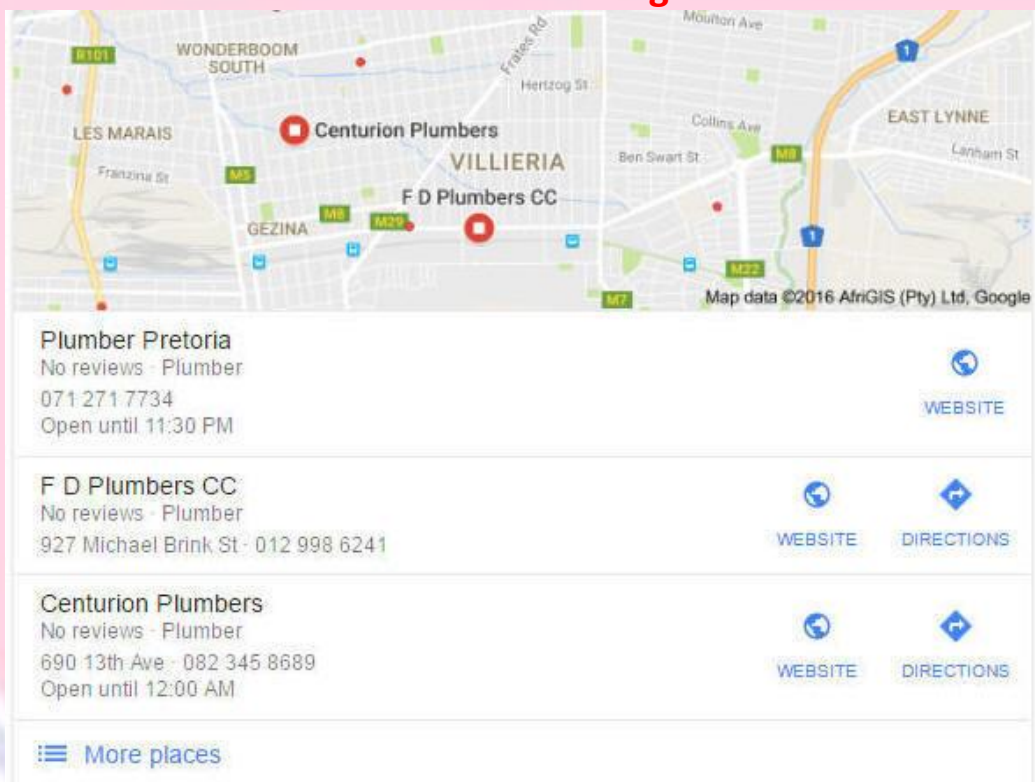 Moulton Ave
R101
WONDERBOOM
SOUTH
Frates Rd
1
Hertzog St
LES MARAIS
Centurion Plumbers
Collins Ave
EAST LYNNE
VILLIERIA
Ben Swart St
M8
Lanham St
Franzina St
M5
F D Plumbers CC
M8
M29
GEZINA
1
M22
M7
Map data ©2016 AfriGIS (Pty) Ltd, Google
Plumber Pretoria
No reviews · Plumber
071 271 7734
Open until 11:30 PM
WEBSITE
F D Plumbers CC
No reviews · Plumber
927 Michael Brink St · 012 998 6241
WEBSITE
DIRECTIONS
Centurion Plumbers
No reviews · Plumber
690 13th Ave · 082 345 8689
Open until 12:00 AM
WEBSITE
DIRECTIONS
More places